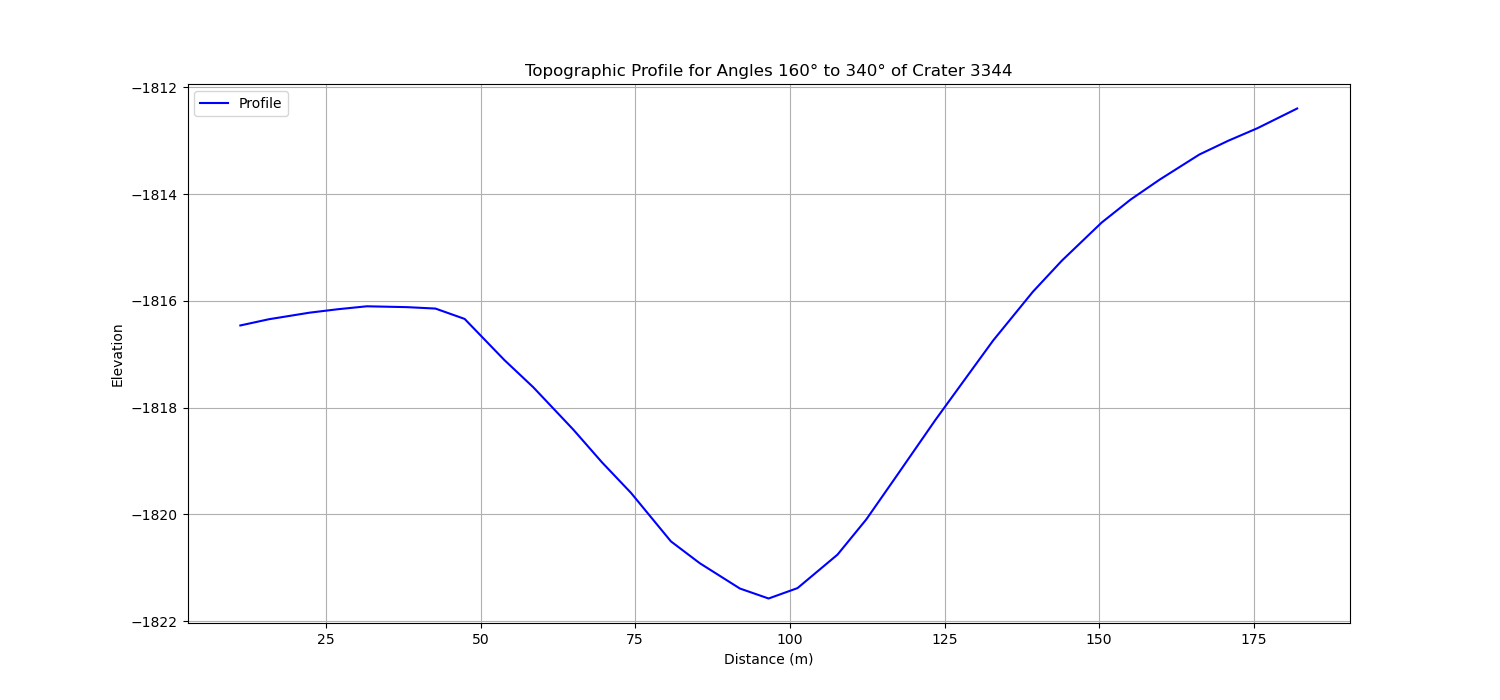 Topographic Profile for Angles 160° to 340° of Crater 3344
Profile
−1812
−1814
−1816
−1818
−1820
−1822
Elevation
25 50 75 100 125 150 175
Distance (m)